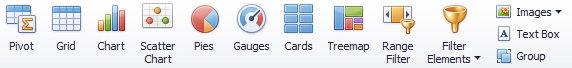 Pivot
Grid
Chart
Scatter
Chart
Pies
Gauges
Cards
Treemap
Range
Filter
Filter
Elements
Images
Text Box
Group